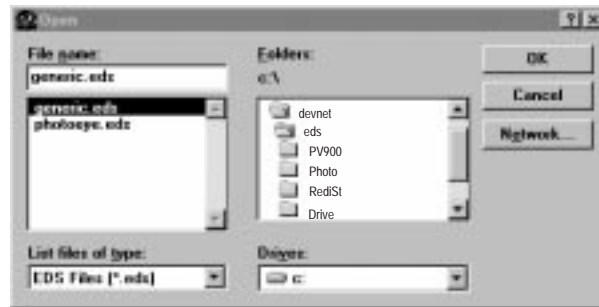 Open
File name:
generic.eds
generic.eds
photoeye.eds
List files of type:
EDS Files (*.eds)
Folders:
c:\
devnet
eds
PV900
Photo
RediSt
Drive
Drives:
c:
OK
Cancel
Network...